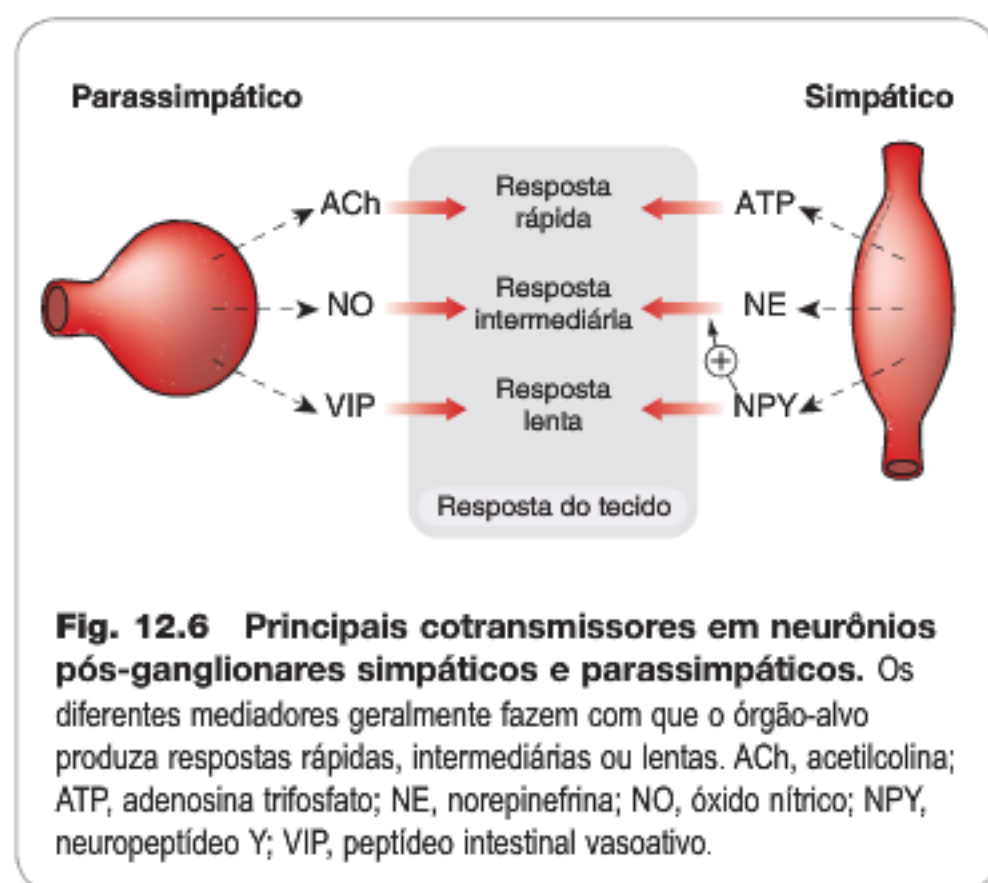 Parassimpático
Simpático
ACh
Resposta
rápida
ATP
NO
Resposta
intermediária
NE
+
VIP
Resposta
lenta
NPY
Resposta do tecido
Fig. 12.6 Principais cotransmissores em neurônios
pós-ganglionares simpáticos e parassimpáticos. Os
diferentes mediadores geralmente fazem com que o órgão-alvo
produza respostas rápidas, intermediárias ou lentas. ACh, acetilcolina;
ATP, adenosina trifosfato; NE, norepinefrina; NO, óxido nítrico; NPY,
neuropeptídeo Y; VIP, peptídeo intestinal vasoativo.